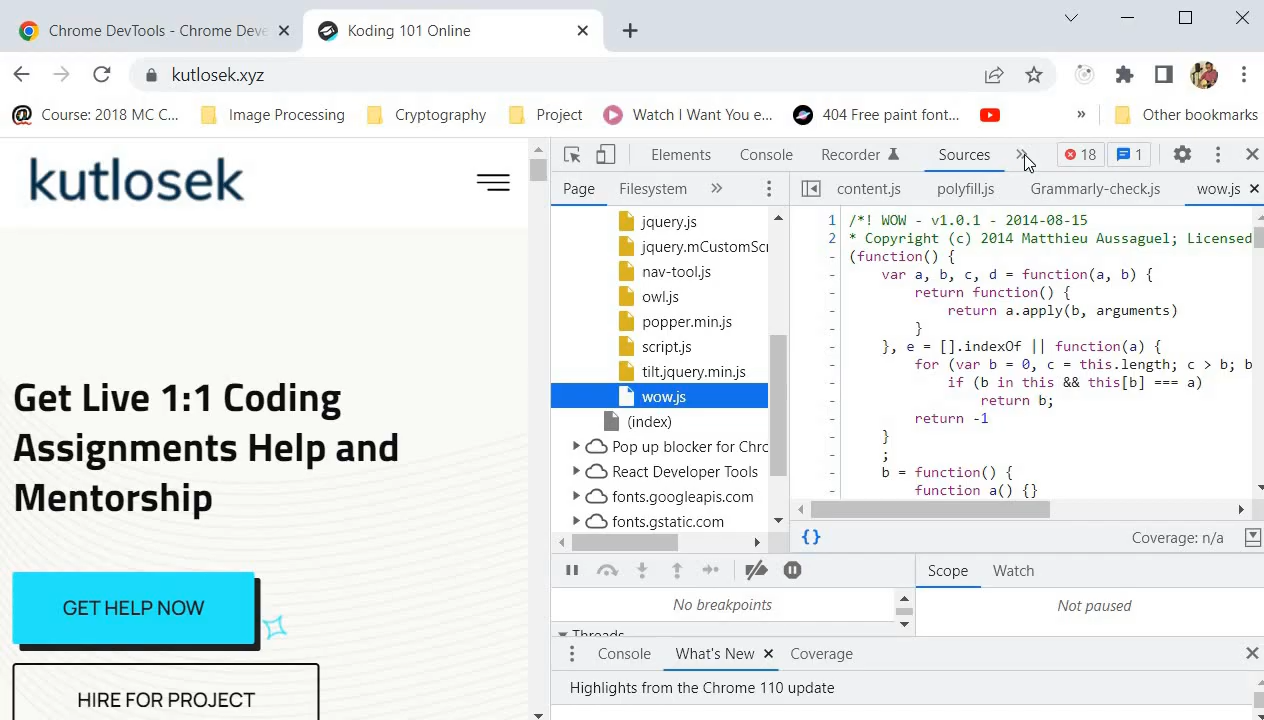 Chrome DevTools - Chrome Deve
Koding 101 Online
kutlosek.xyz
Course: 2018 MC C...
Image Processing
Cryptography
Project
Watch I Want You e...
404 Free paint font...
»
Other bookmarks
kutlosek
Get Live 1:1 Coding
Assignments Help and
Mentorship
GET HELP NOW
HIRE FOR PROJECT
Elements
Console
Recorder
Sources
»
18
1
Page
Filesystem
»
content.js
polyfill.js
Grammarly-check.js
wow.js
jquery.js
jquery.mCustomScr
nav-tool.js
owl.js
popper.min.js
script.js
tilt.jquery.min.js
wow.js
(index)
Pop up blocker for Chrc
React Developer Tools
fonts.googleapis.com
fonts.gstatic.com
1 /*! WOW - v1.0.1 - 2014-08-15
2 * Copyright (c) 2014 Matthieu Aussaguel; Licensed
- (function() {
- var a, b, c, d = function(a, b) {
- return function() {
- return a.apply(b, arguments)
- }
- }, e = [].indexOf || function(a) {
- for (var b = 0, c = this.length; c > b; b
- if (b in this && this[b] === a)
- return b;
- return -1
- }
- ;
- b = function() {
- function a() {}
{}
Coverage: n/a
No breakpoints
Threads
Scope
Watch
Not paused
Console
What's New
Coverage
Highlights from the Chrome 110 update